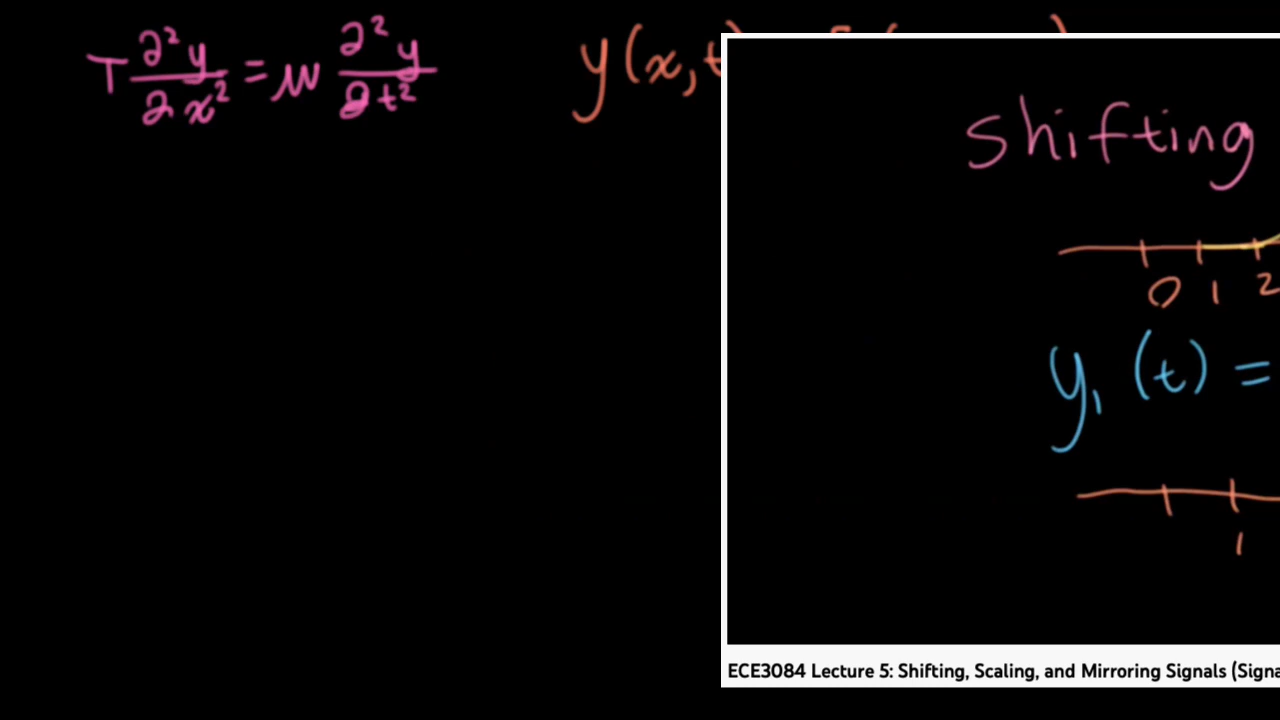 T ∂²y/∂x² = μ ∂²y/∂t²
y(x,t
shifting
0 1 2
y₁(t) =
1
ECE3084 Lecture 5: Shifting, Scaling, and Mirroring Signals (Signa